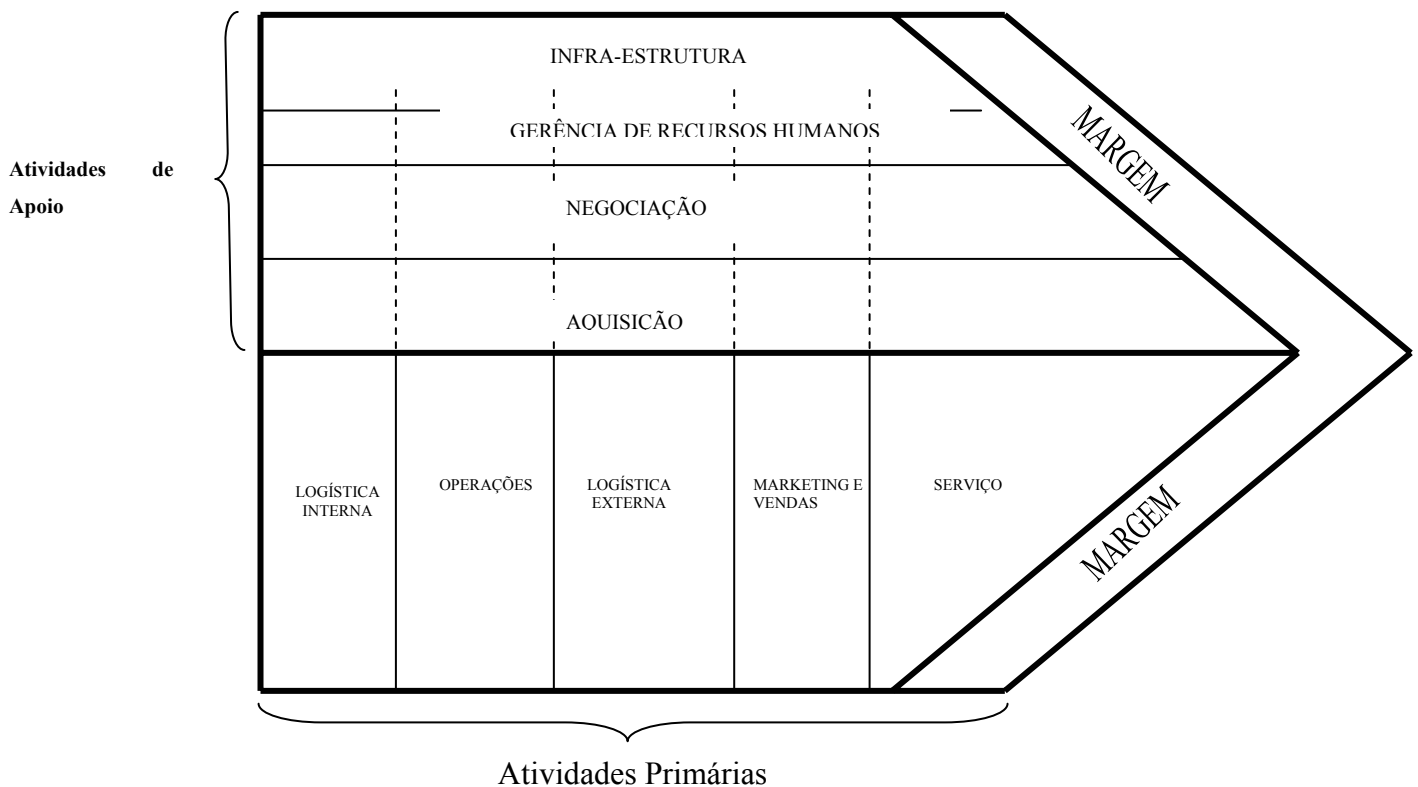 INFRA-ESTRUTURA
GERÊNCIA DE RECURSOS HUMANOS
Atividades de
Apoio
NEGOCIAÇÃO
AQUISICÃO
MARGEM
LOGÍSTICA
INTERNA
OPERAÇÕES
LOGÍSTICA
EXTERNA
MARKETING E
VENDAS
SERVIÇO
MARGEM
Atividades Primárias